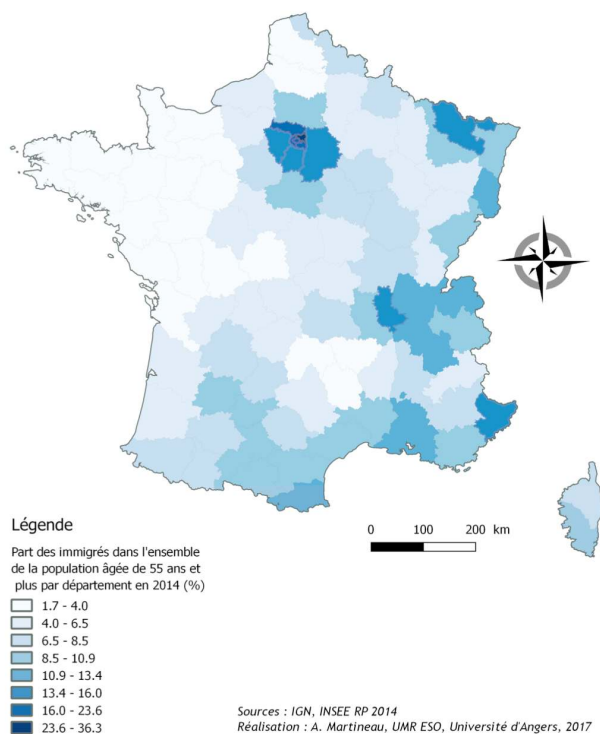 Légende
Part des immigrés dans l'ensemble
de la population âgée de 55 ans et
plus par département en 2014 (%)
1.7 - 4.0
4.0 - 6.5
6.5 - 8.5
8.5 - 10.9
10.9 - 13.4
13.4 - 16.0
16.0 - 23.6
23.6 - 36.3
0 100 200 km
Sources : IGN, INSEE RP 2014
Réalisation : A. Martineau, UMR ESO, Université d'Angers, 2017